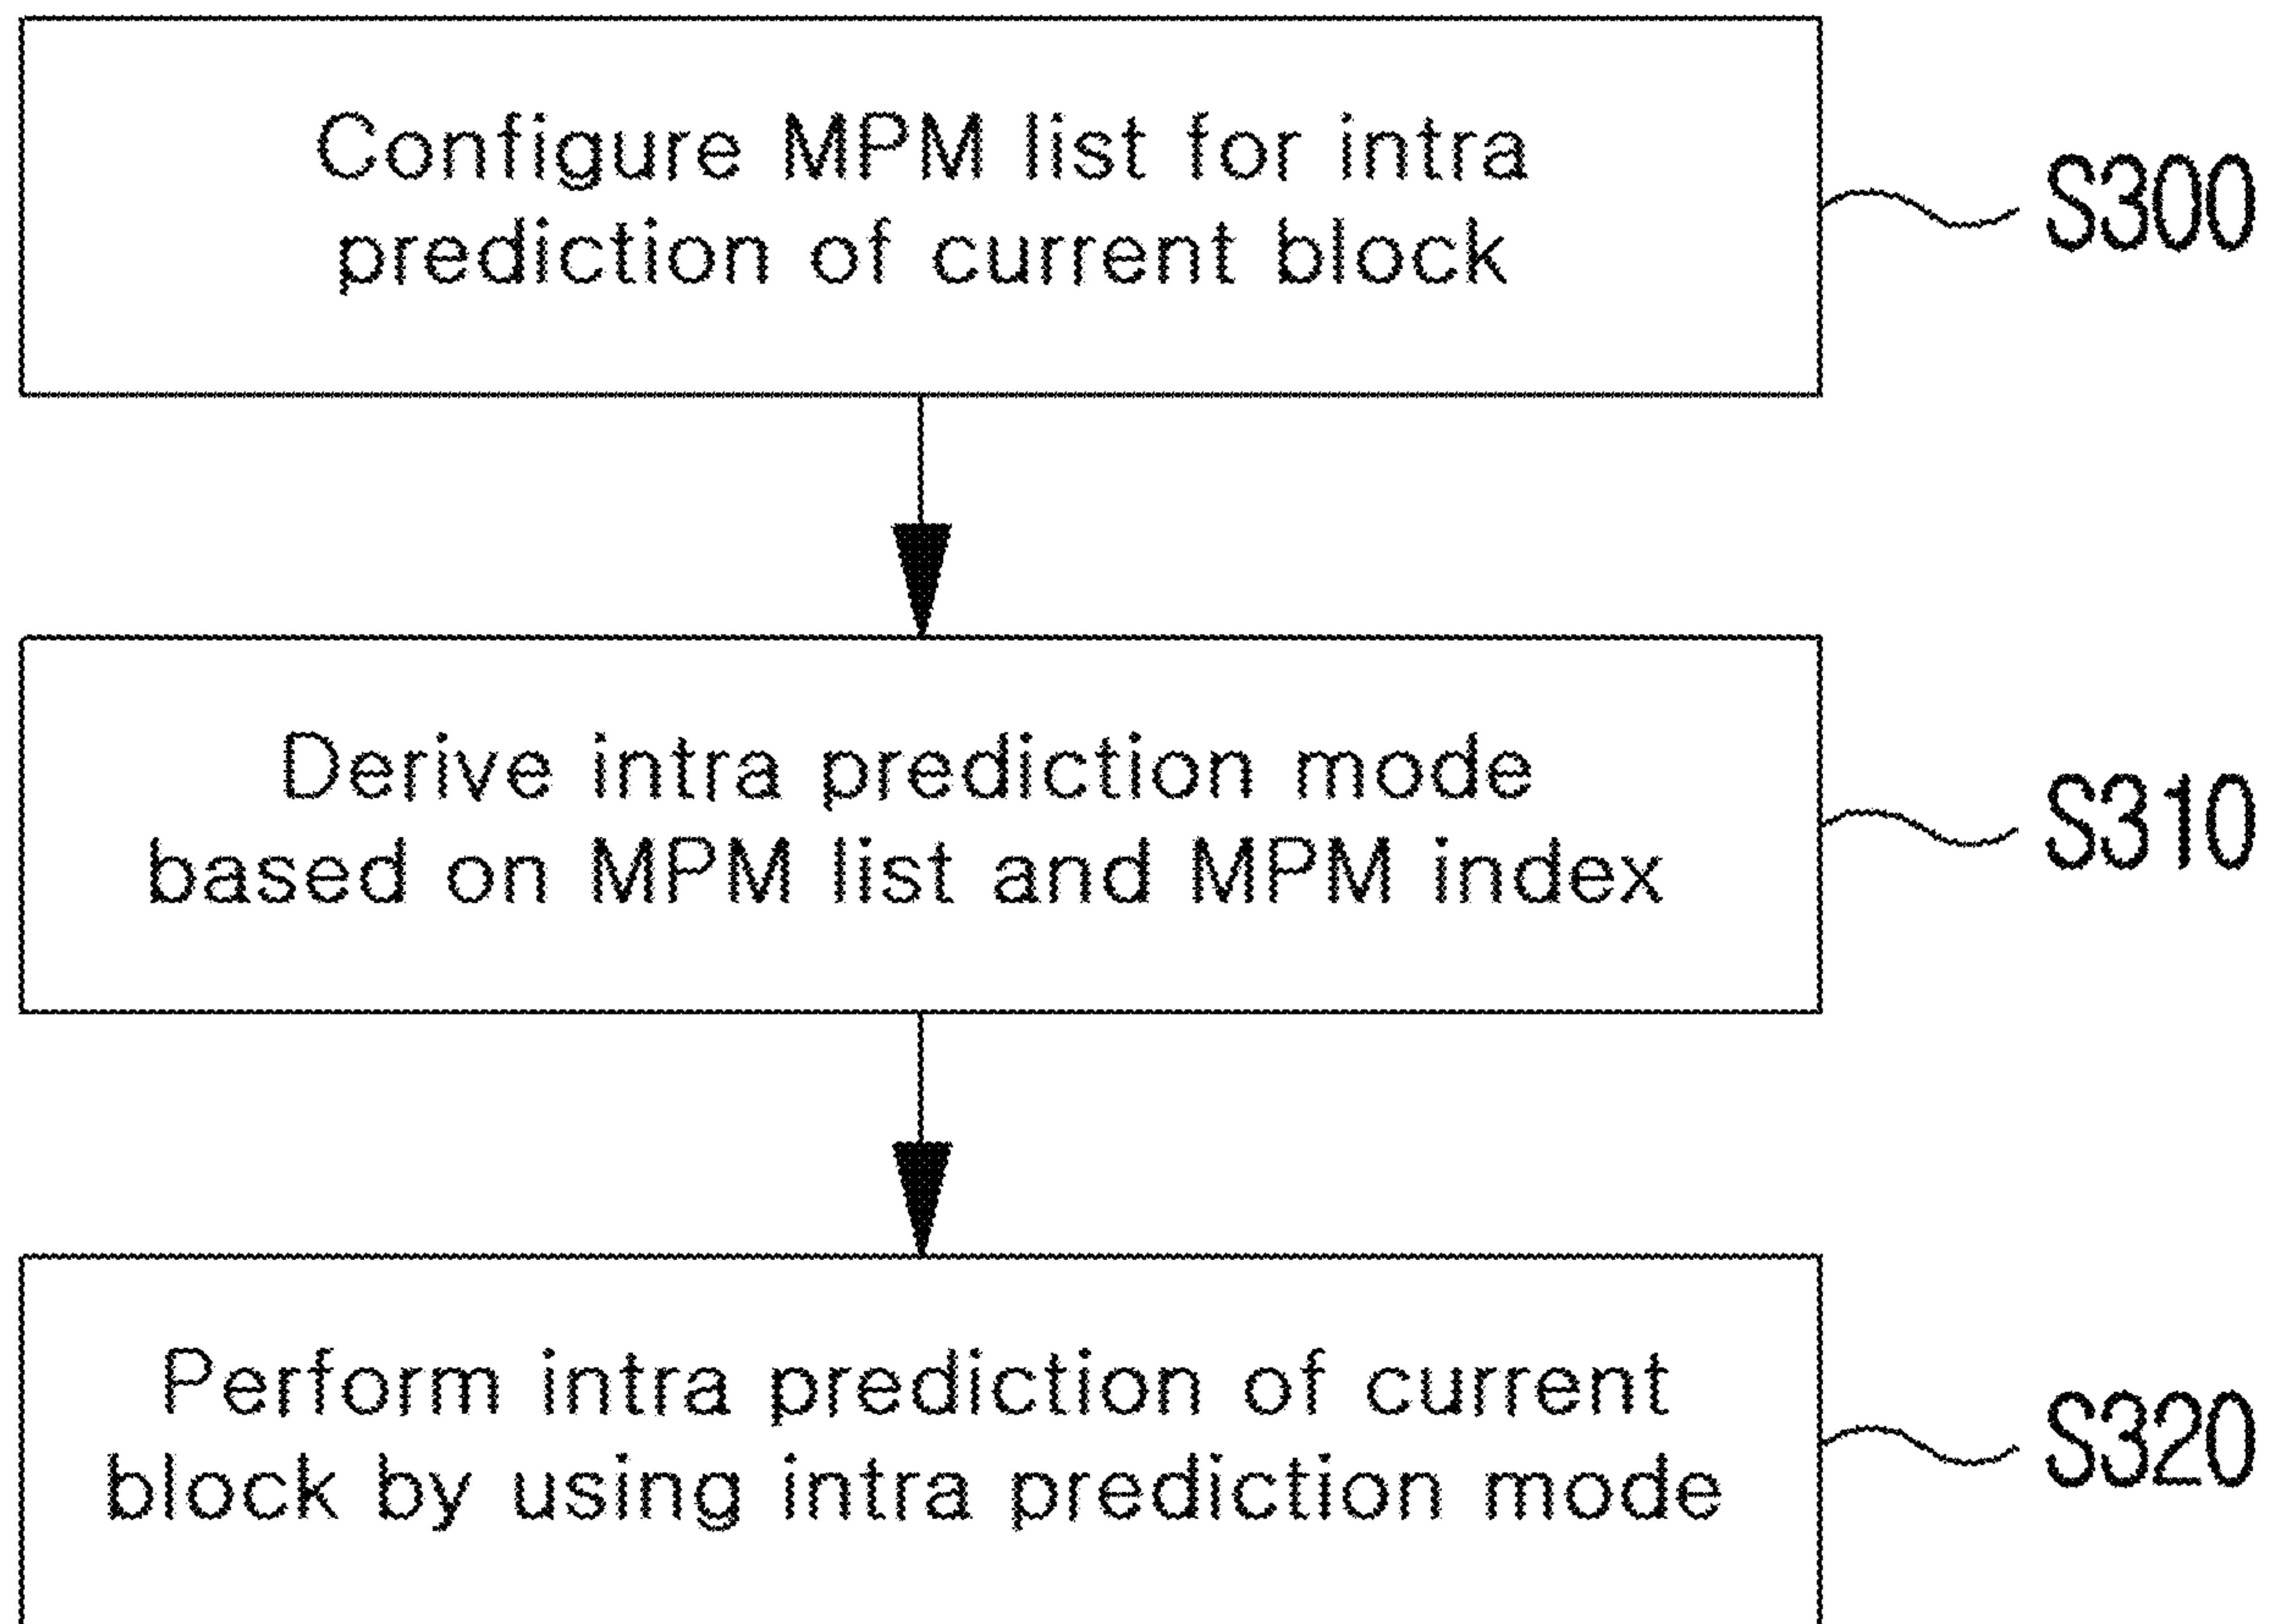 Configure MPM list for intra
prediction of current block
S300
Derive intra prediction mode
based on MPM list and MPM index
S310
Perform intra prediction of current
block by using intra prediction mode
S320